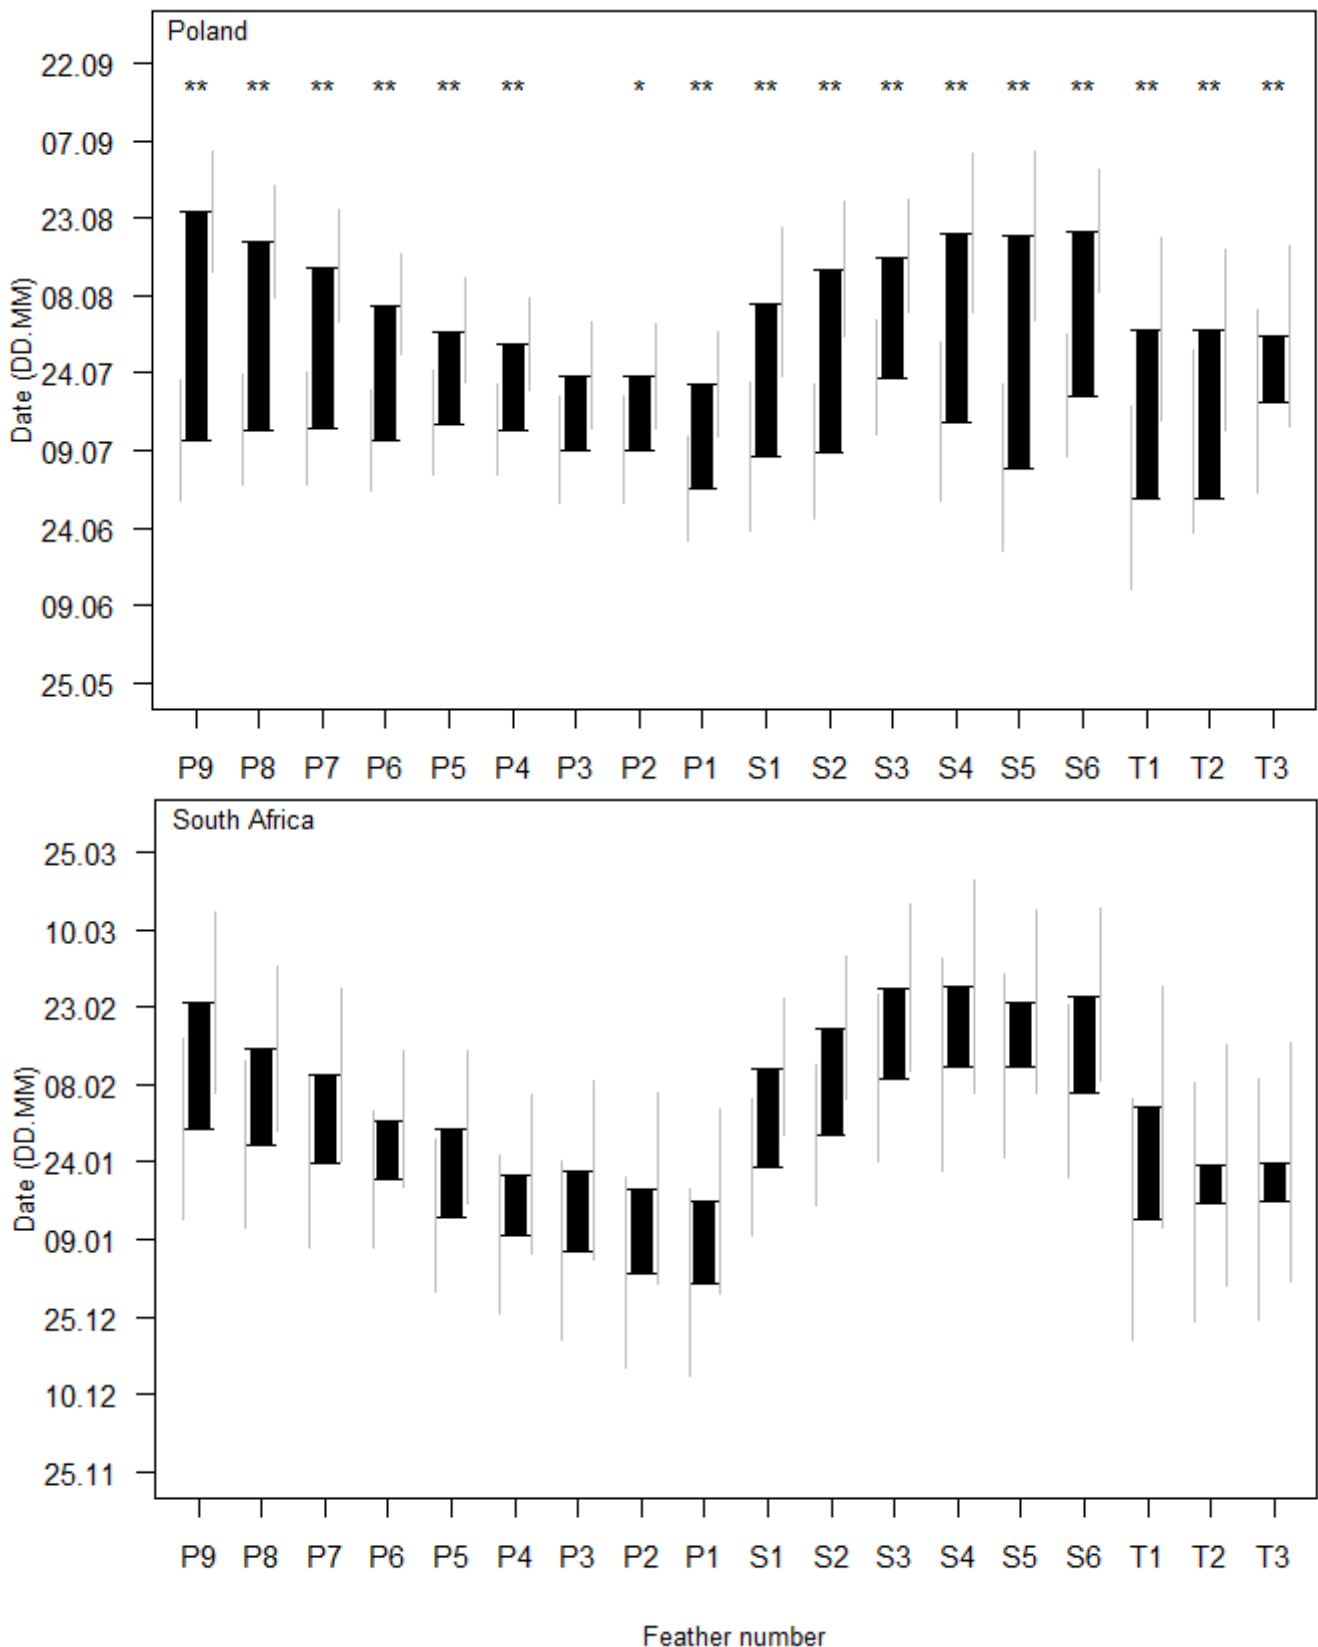 Poland
22.09
** ** ** ** ** ** * ** ** ** ** ** ** ** ** ** **
07.09
23.08
08.08
24.07
09.07
24.06
09.06
25.05
Date (DD.MM)
P9 P8 P7 P6 P5 P4 P3 P2 P1 S1 S2 S3 S4 S5 S6 T1 T2 T3
South Africa
25.03
10.03
23.02
08.02
24.01
09.01
25.12
10.12
25.11
Date (DD.MM)
P9 P8 P7 P6 P5 P4 P3 P2 P1 S1 S2 S3 S4 S5 S6 T1 T2 T3
Feather number